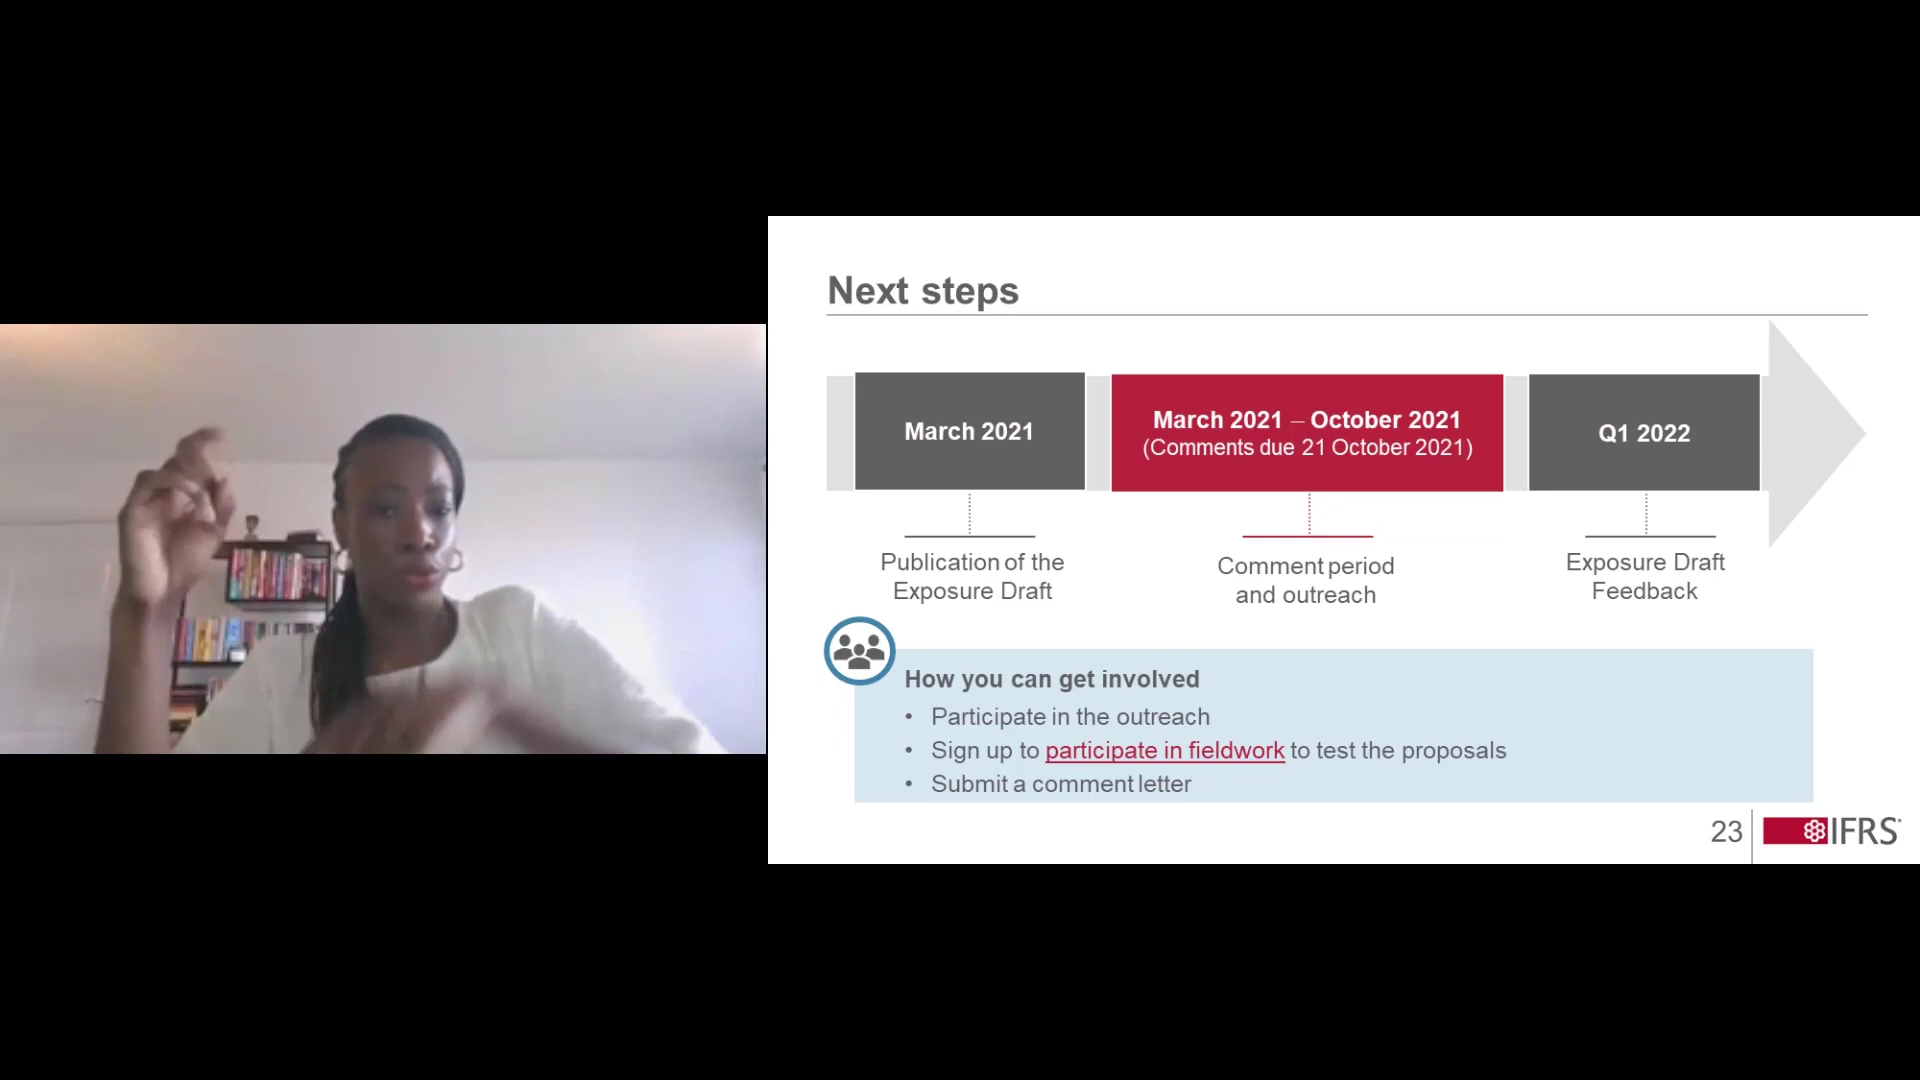 Next steps
March 2021
March 2021 – October 2021
(Comments due 21 October 2021)
Q1 2022
Publication of the
Exposure Draft
Comment period
and outreach
Exposure Draft
Feedback
How you can get involved
• Participate in the outreach
• Sign up to participate in fieldwork to test the proposals
• Submit a comment letter
23
IFRS